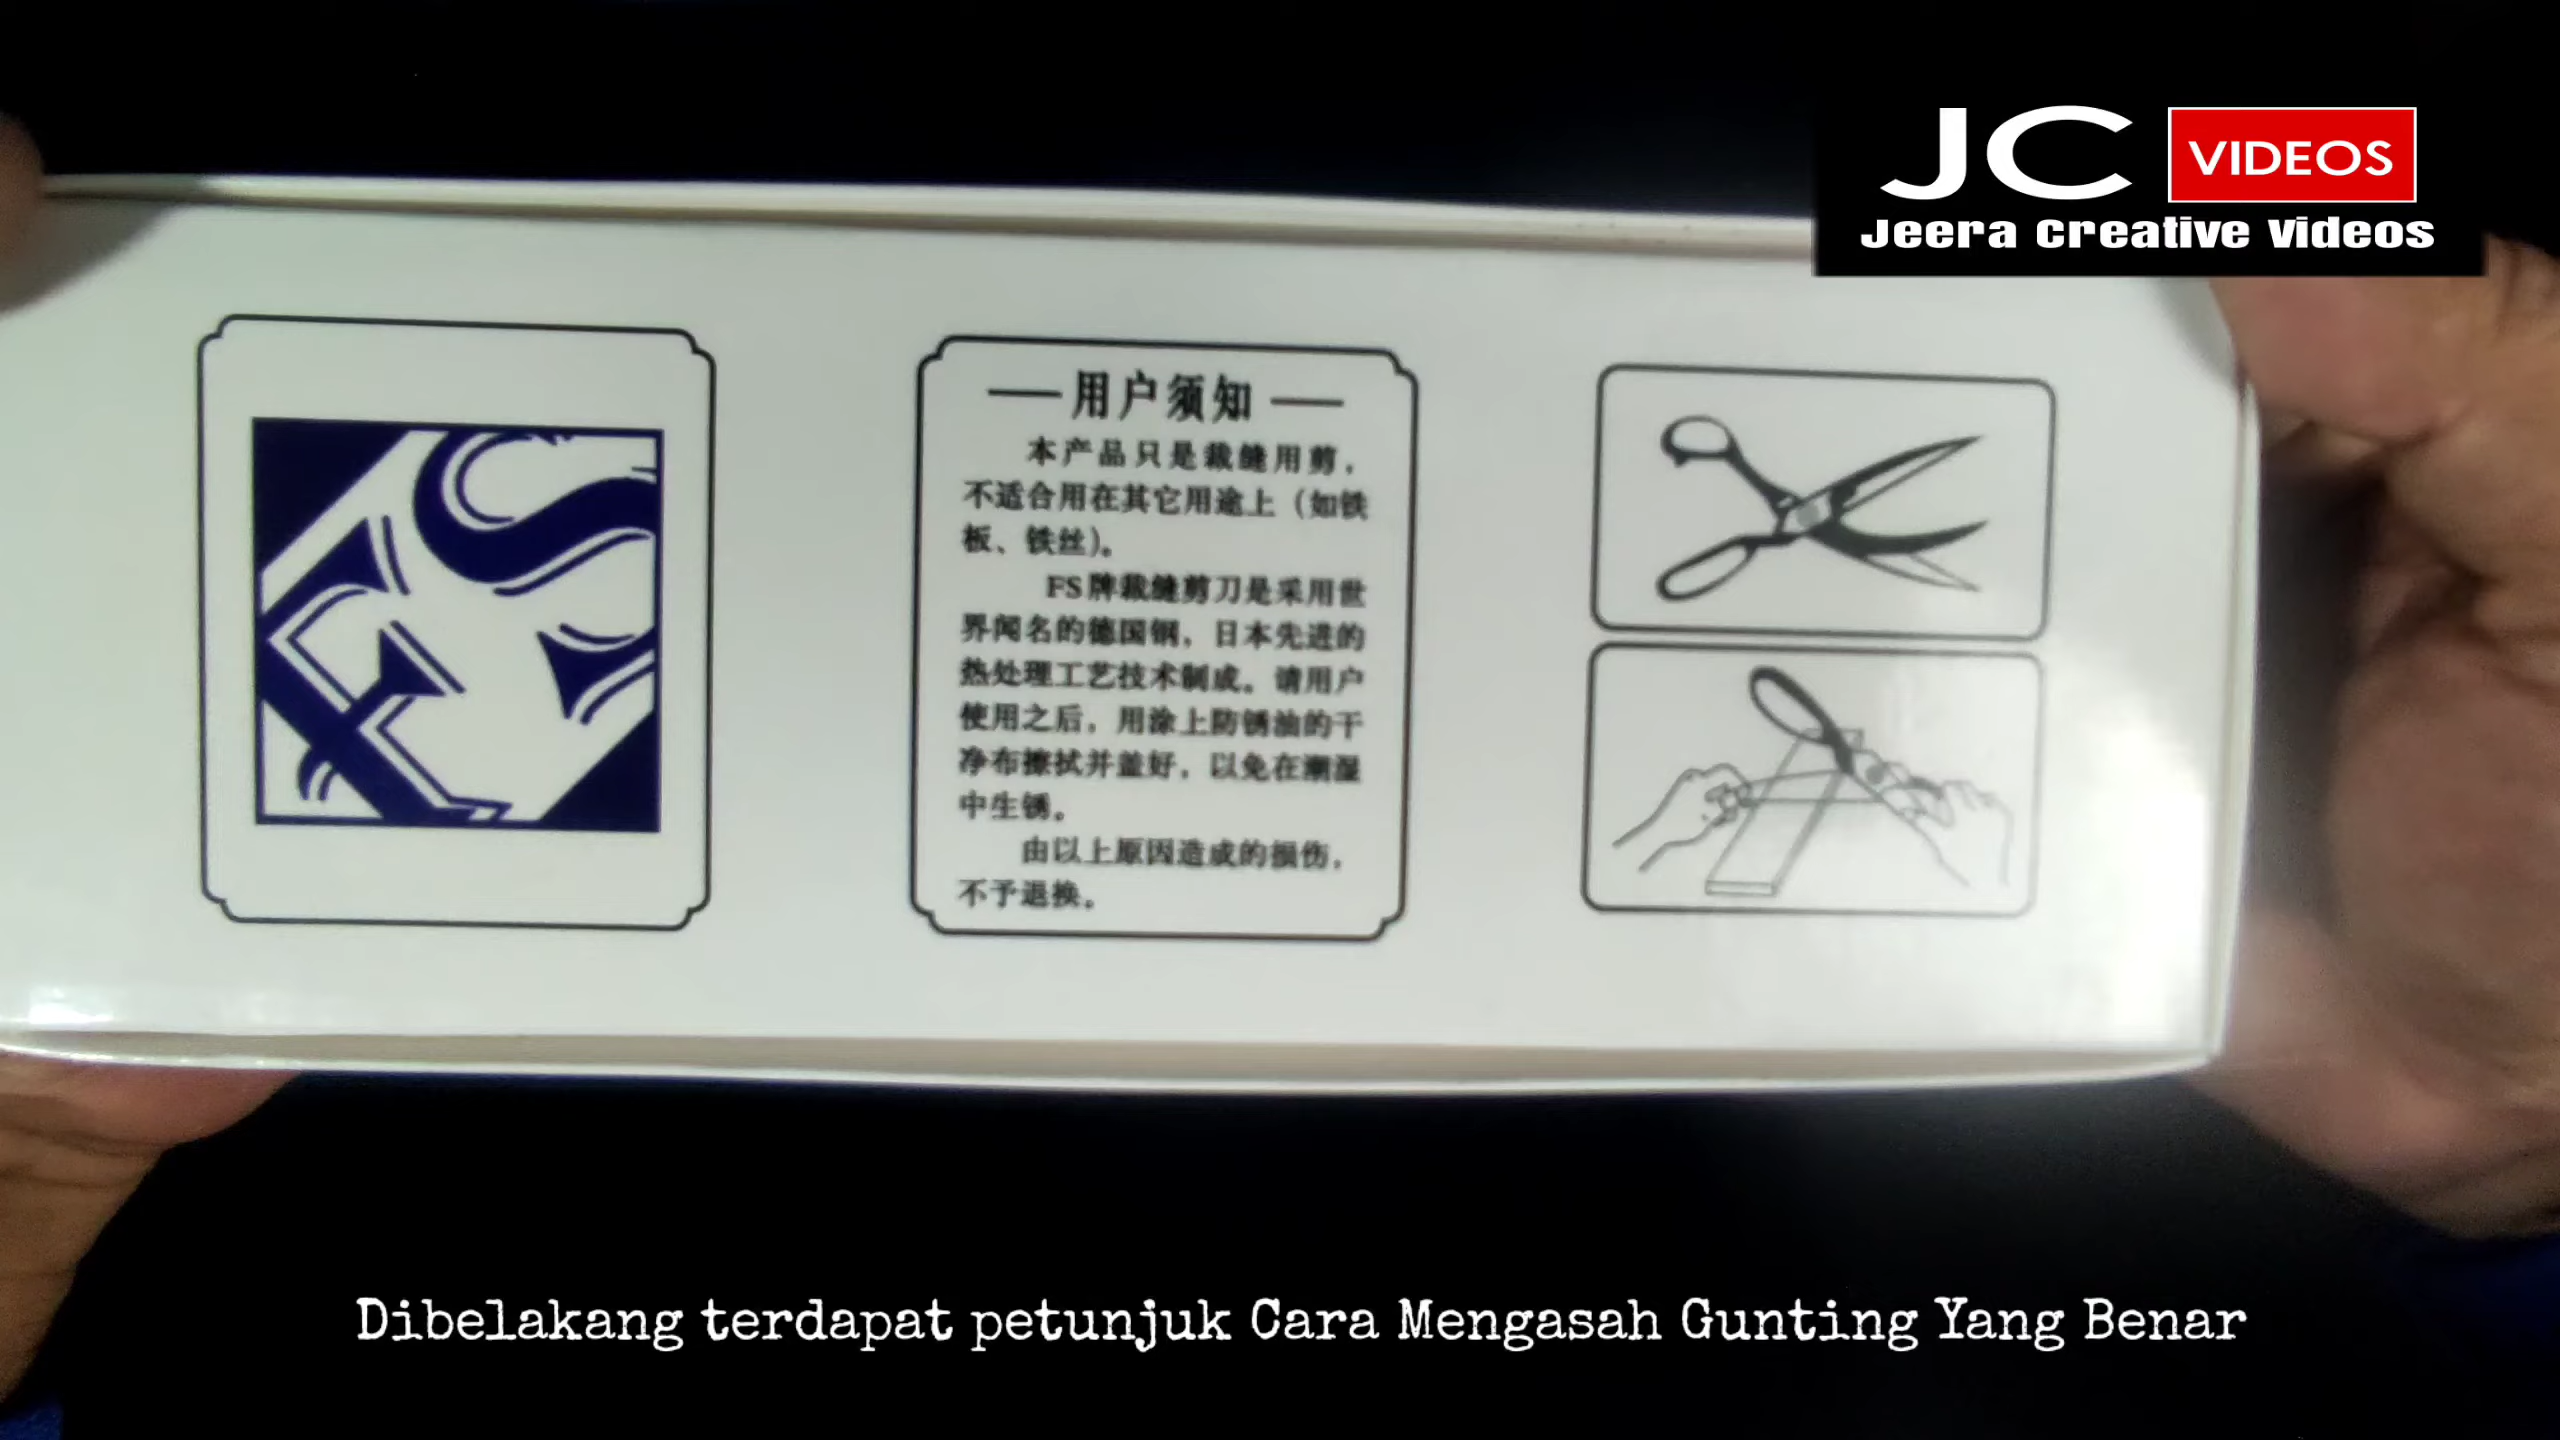 JC VIDEOS
Jeera Creative Videos
用户须知
本产品只是裁缝用剪,
不适合用在其它用途上（如铁
板、铁丝）。
FS牌裁缝剪刀是采用世
界闻名的德国钢，日本先进的
热处理工艺技术制成。请用户
使用之后，用涂上防锈油的干
净布擦拭并盖好，以免在潮湿
中生锈。
由以上原因造成的损伤，
不予退换。
Dibelakang terdapat petunjuk Cara Mengasah Gunting Yang Benar